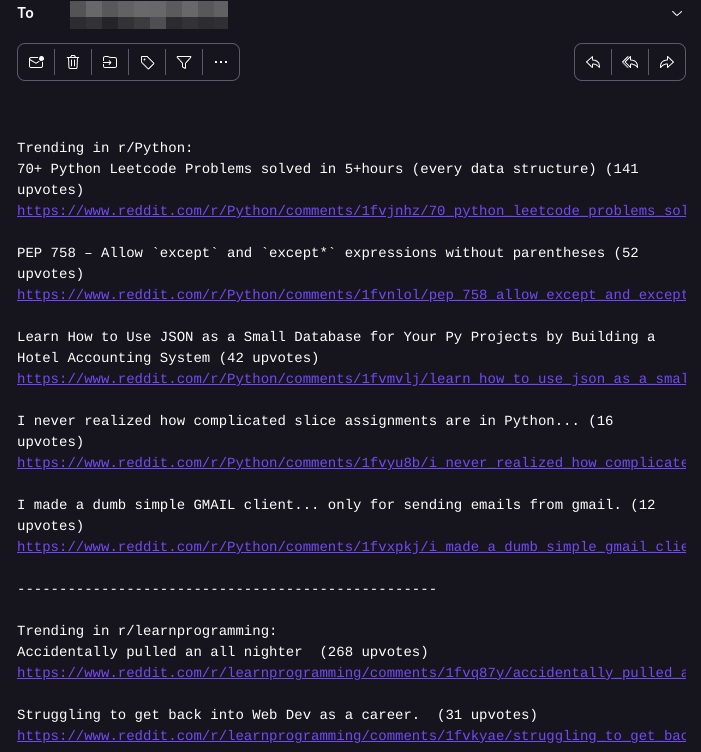 To
Trending in r/Python:
70+ Python Leetcode Problems solved in 5+hours (every data structure) (141
upvotes)
https://www.reddit.com/r/Python/comments/1fvjnhz/70_python_leetcode_problems_sol
PEP 758 – Allow `except` and `except*` expressions without parentheses (52
upvotes)
https://www.reddit.com/r/Python/comments/1fvnlol/pep_758_allow_except_and_except
Learn How to Use JSON as a Small Database for Your Py Projects by Building a
Hotel Accounting System (42 upvotes)
https://www.reddit.com/r/Python/comments/1fvmvlj/learn_how_to_use_json_as_a_smal
I never realized how complicated slice assignments are in Python... (16
upvotes)
https://www.reddit.com/r/Python/comments/1fvyu8b/i_never_realized_how_complicate
I made a dumb simple GMAIL client... only for sending emails from gmail. (12
upvotes)
https://www.reddit.com/r/Python/comments/1fvxpkj/i_made_a_dumb_simple_gmail_clie
--------------------------------------------------
Trending in r/learnprogramming:
Accidentally pulled an all nighter  (268 upvotes)
https://www.reddit.com/r/learnprogramming/comments/1fvq87y/accidentally_pulled_a
Struggling to get back into Web Dev as a career.  (31 upvotes)
https://www.reddit.com/r/learnprogramming/comments/1fvkyae/struggling_to_get_bac